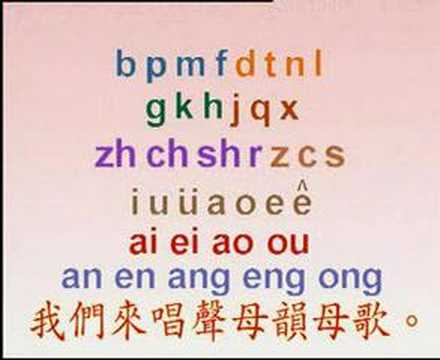 b p m f d t n l
g k h j q x
zh ch sh r z c s
i u ü a o e ê
ai ei ao ou
an en ang eng ong
我們來唱聲母韻母歌。